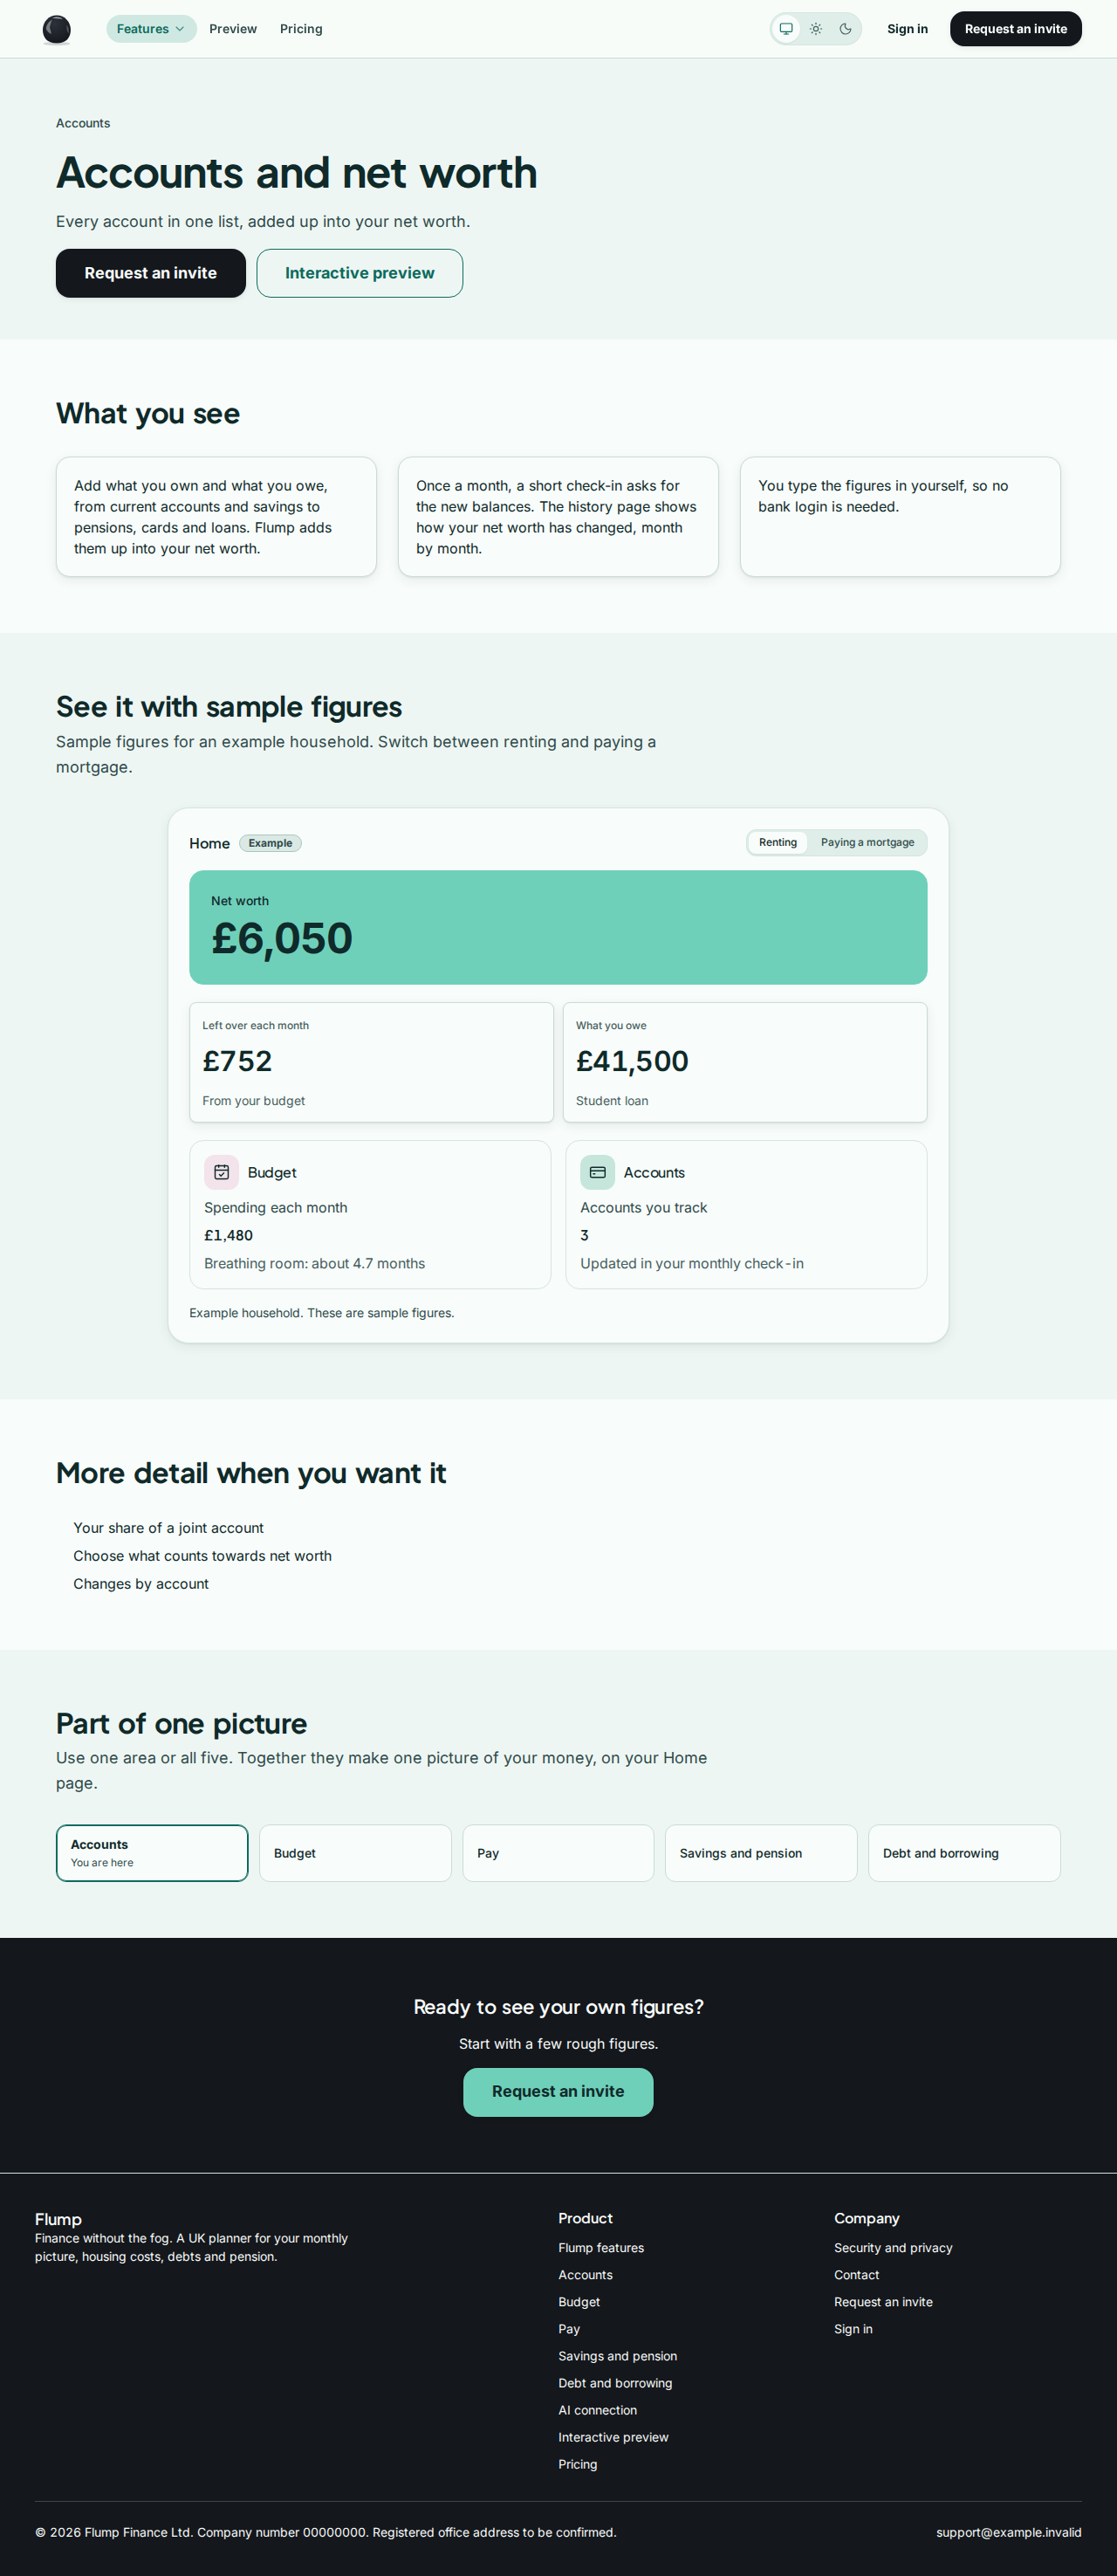 Features
Preview
Pricing
Sign in
Request an invite
Accounts
Accounts and net worth
Every account in one list, added up into your net worth.
Request an invite
Interactive preview
What you see
Add what you own and what you owe,
from current accounts and savings to
pensions, cards and loans. Flump adds
them up into your net worth.
Once a month, a short check-in asks for
the new balances. The history page shows
how your net worth has changed, month
by month.
You type the figures in yourself, so no
bank login is needed.
See it with sample figures
Sample figures for an example household. Switch between renting and paying a
mortgage.
Home
Example
Renting
Paying a mortgage
Net worth
£6,050
Left over each month
£752
From your budget
What you owe
£41,500
Student loan
Budget
Spending each month
£1,480
Breathing room: about 4.7 months
Accounts
Accounts you track
3
Updated in your monthly check-in
Example household. These are sample figures.
More detail when you want it
Your share of a joint account
Choose what counts towards net worth
Changes by account
Part of one picture
Use one area or all five. Together they make one picture of your money, on your Home
page.
Accounts
You are here
Budget
Pay
Savings and pension
Debt and borrowing
Ready to see your own figures?
Start with a few rough figures.
Request an invite
Flump
Finance without the fog. A UK planner for your monthly
picture, housing costs, debts and pension.
Product
Flump features
Accounts
Budget
Pay
Savings and pension
Debt and borrowing
AI connection
Interactive preview
Pricing
Company
Security and privacy
Contact
Request an invite
Sign in
© 2026 Flump Finance Ltd. Company number 00000000. Registered office address to be confirmed.
support@example.invalid